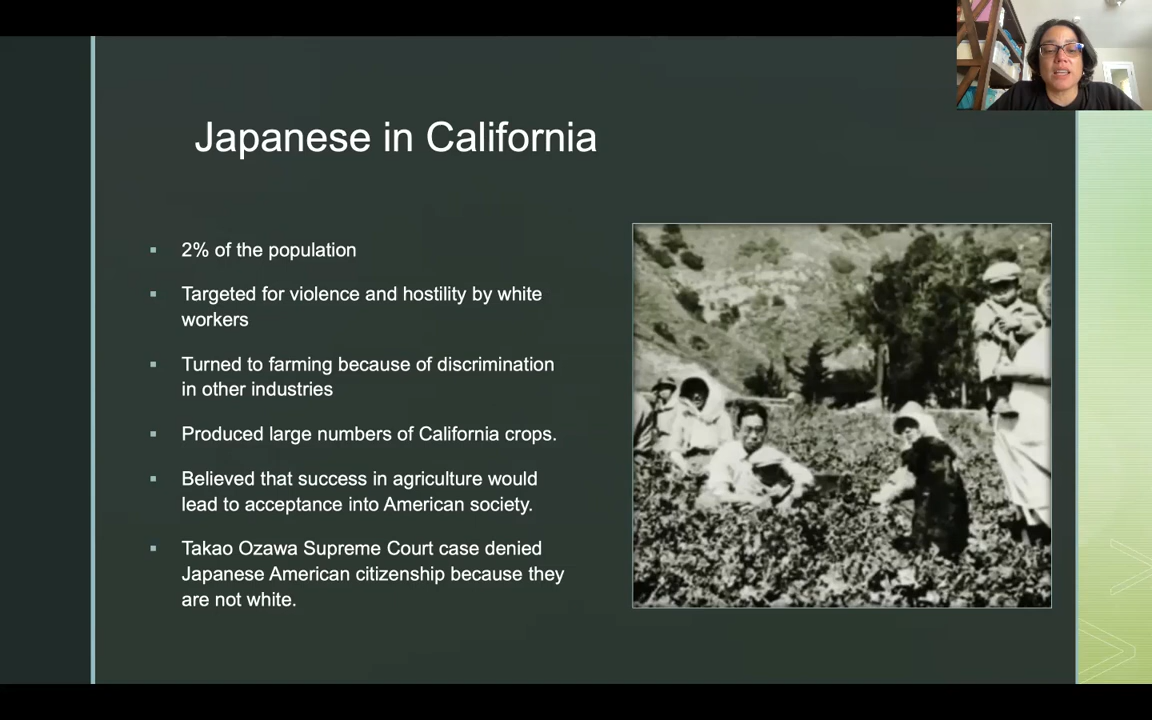 Japanese in California
▪ 2% of the population
▪ Targeted for violence and hostility by white
workers
▪ Turned to farming because of discrimination
in other industries
▪ Produced large numbers of California crops.
▪ Believed that success in agriculture would
lead to acceptance into American society.
▪ Takao Ozawa Supreme Court case denied
Japanese American citizenship because they
are not white.